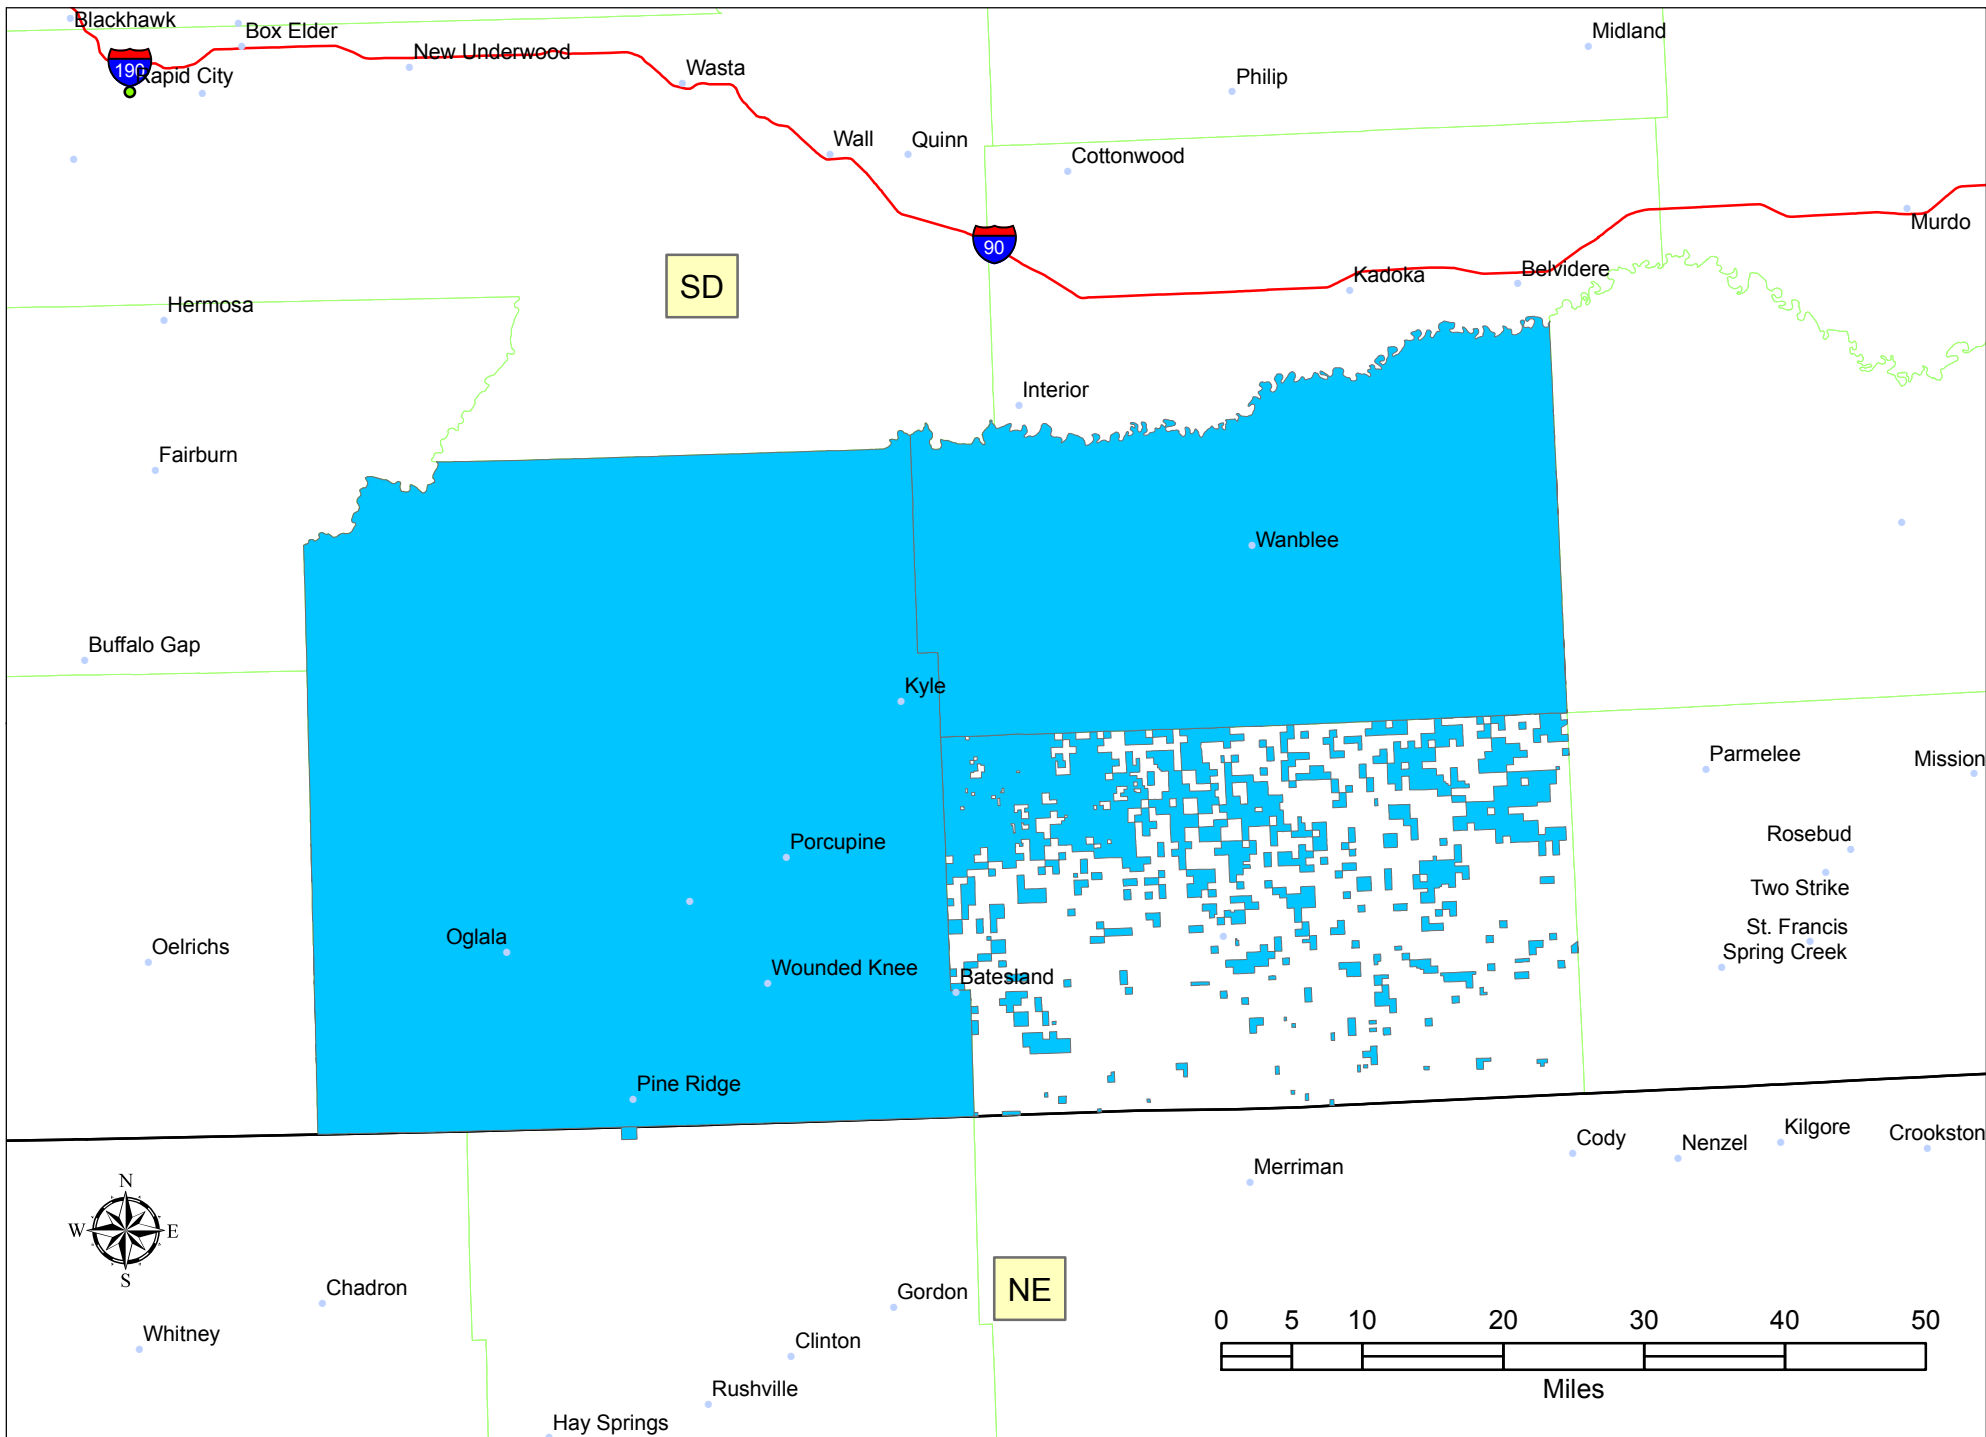 Blackhawk
Box Elder
New Underwood
Midland
190
Rapid City
Wasta
Philip
Wall
Quinn
Cottonwood
Murdo
90
Kadoka
Belvidere
SD
Hermosa
Interior
Fairburn
Wanblee
Buffalo Gap
Kyle
Parmelee
Mission
Porcupine
Rosebud
Two Strike
Oglala
Oelrichs
St. Francis
Spring Creek
Wounded Knee
Batesland
Pine Ridge
Cody
Nenzel
Kilgore
Crookston
Merriman
N
W
E
S
Chadron
Gordon
NE
Whitney
Clinton
0 5 10 20 30 40 50
Miles
Rushville
Hay Springs